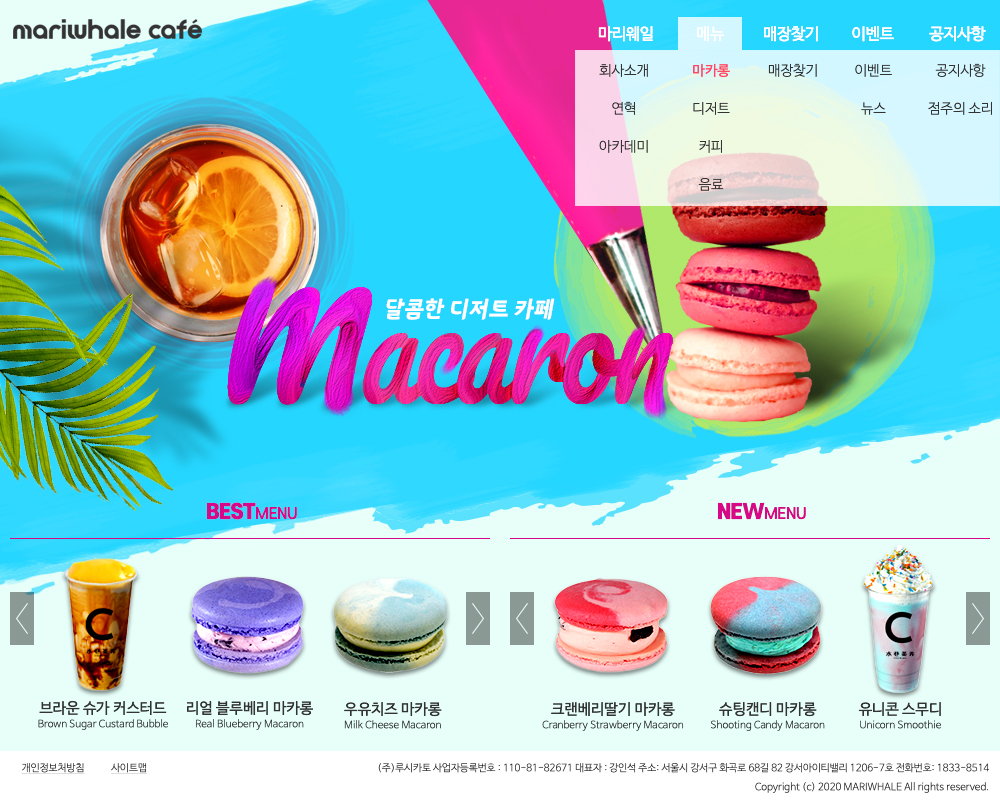 mariwhale café
마리웨일 메뉴 매장찾기 이벤트 공지사항
회사소개 마카롱 매장찾기 이벤트 공지사항
연혁 디저트 뉴스 점주의 소리
아카데미 커피
음료
달콤한 디저트 카페
Macaron
BESTMENU
NEWMENU
C
C
브라운 슈가 커스터드 리얼 블루베리 마카롱 우유치즈 마카롱
Brown Sugar Custard Bubble Real Blueberry Macaron Milk Cheese Macaron
크랜베리딸기 마카롱 슈팅캔디 마카롱 유니콘 스무디
Cranberry Strawberry Macaron Shooting Candy Macaron Unicorn Smoothie
개인정보처방침 사이트맵
(주)루시카토 사업자등록번호 : 110-81-82671 대표자 : 강인석 주소: 서울시 강서구 화곡로 68길 82 강서아이티밸리 1206-7호 전화번호: 1833-8514
Copyright (c) 2020 MARIWHALE All rights reserved.